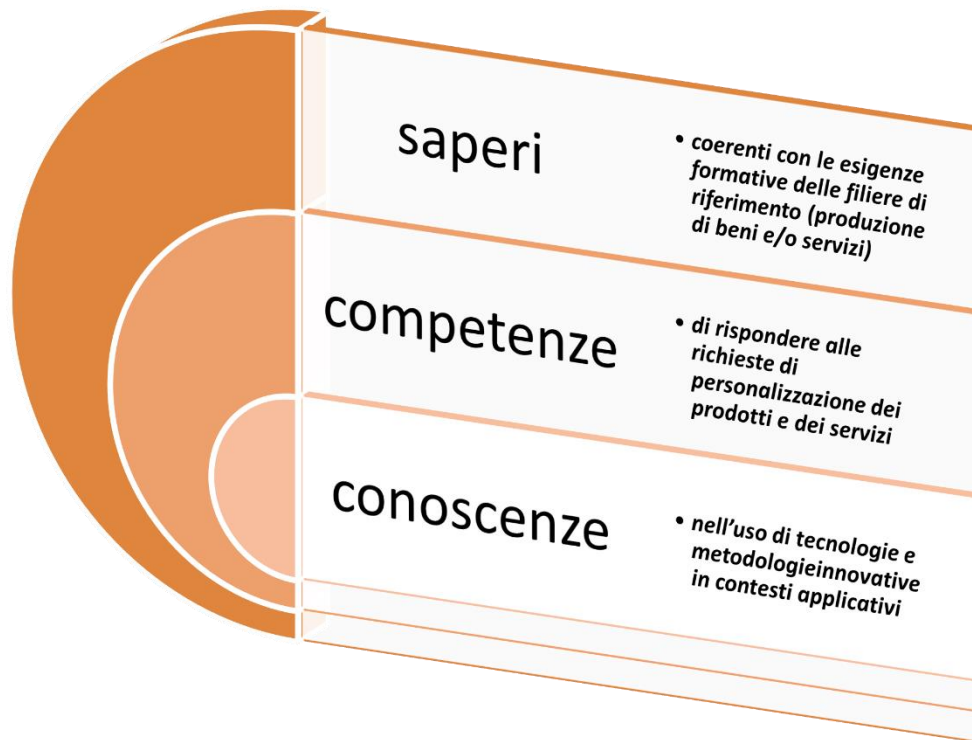 saperi
• coerenti con le esigenze
formative delle filiere di
riferimento (produzione
di beni e/o servizi)
competenze
• di rispondere alle
richieste di
personalizzazione dei
prodotti e dei servizi
conoscenze
• nell'uso di tecnologie e
metodologieinnovative
in contesti applicativi